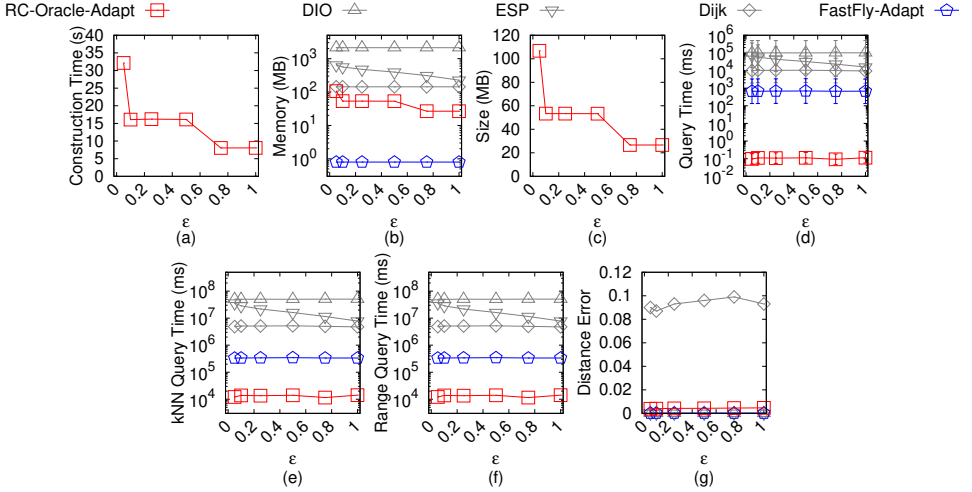 RC-Oracle-Adapt DIO ESP Dijk FastFly-Adapt
Construction Time (s)
40
35
30
25
20
15
10
5
0
0 0.2 0.4 0.6 0.8 1
ε
(a)
Memory (MB)
10^3
10^2
10^1
10^0
0 0.2 0.4 0.6 0.8 1
ε
(b)
Size (MB)
120
100
80
60
40
20
0
0 0.2 0.4 0.6 0.8 1
ε
(c)
Query Time (ms)
10^6
10^5
10^4
10^3
10^2
10^1
10^0
10^-1
10^-2
0 0.2 0.4 0.6 0.8 1
ε
(d)
kNN Query Time (ms)
10^8
10^7
10^6
10^5
10^4
0 0.2 0.4 0.6 0.8 1
ε
(e)
Range Query Time (ms)
10^8
10^7
10^6
10^5
10^4
0 0.2 0.4 0.6 0.8 1
ε
(f)
Distance Error
0.12
0.1
0.08
0.06
0.04
0.02
0
0 0.2 0.4 0.6 0.8 1
ε
(g)